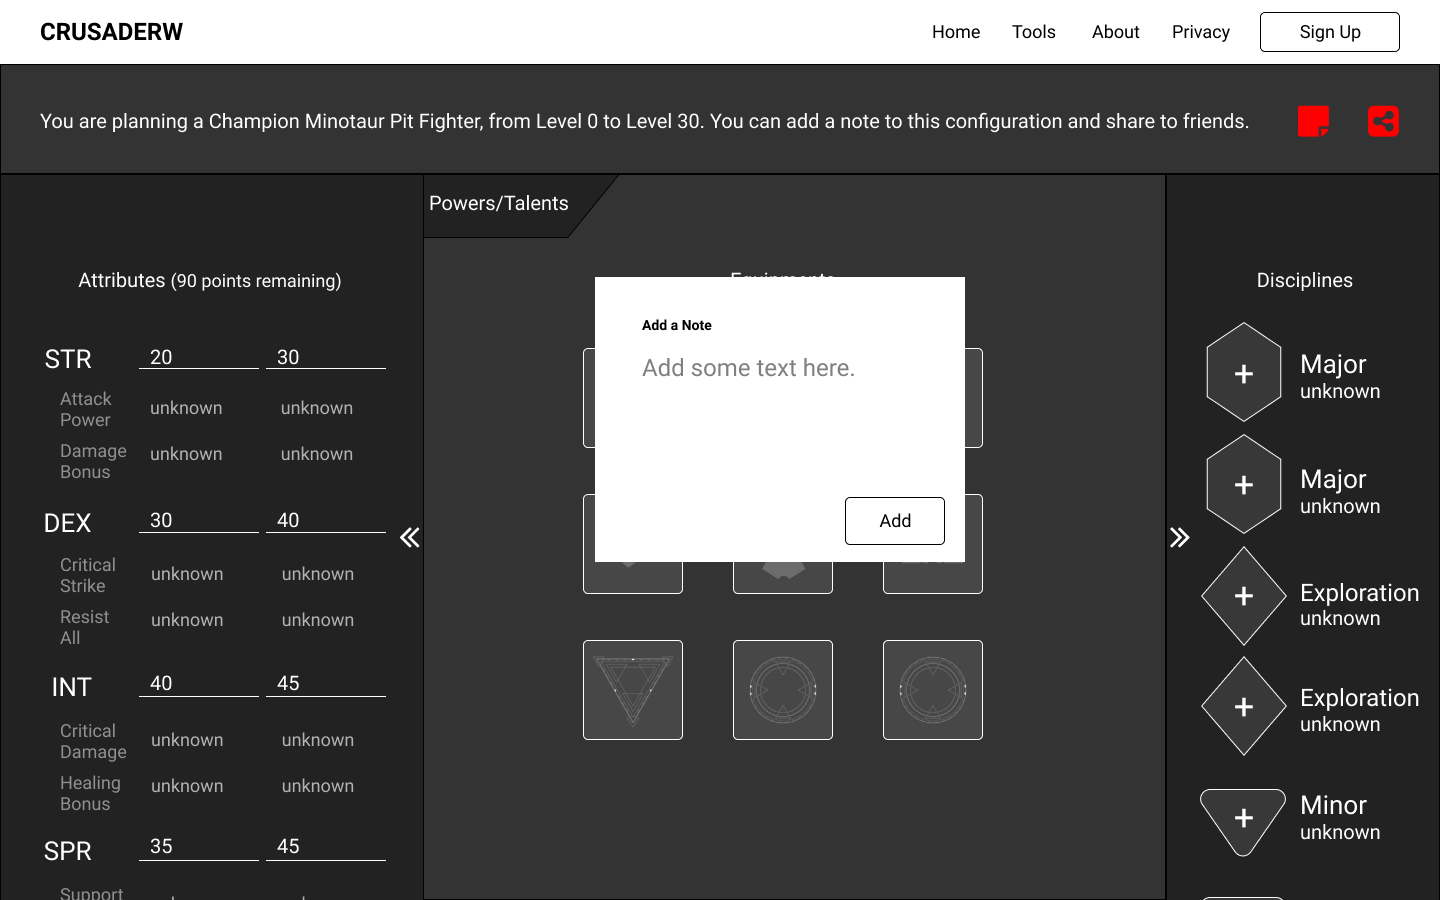 CRUSADERW
Home Tools About Privacy Sign Up
You are planning a Champion Minotaur Pit Fighter, from Level 0 to Level 30. You can add a note to this configuration and share to friends.
Powers/Talents
Attributes (90 points remaining)
STR 20 30
Attack
Power
unknown unknown
Damage
Bonus
unknown unknown
DEX 30 40
Critical
Strike
unknown unknown
Resist
All
unknown unknown
INT 40 45
Critical
Damage
unknown unknown
Healing
Bonus
unknown unknown
SPR 35 45
Support
Equipments
Add a Note
Add some text here.
Add
Disciplines
Major
unknown
Major
unknown
Exploration
unknown
Exploration
unknown
Minor
unknown